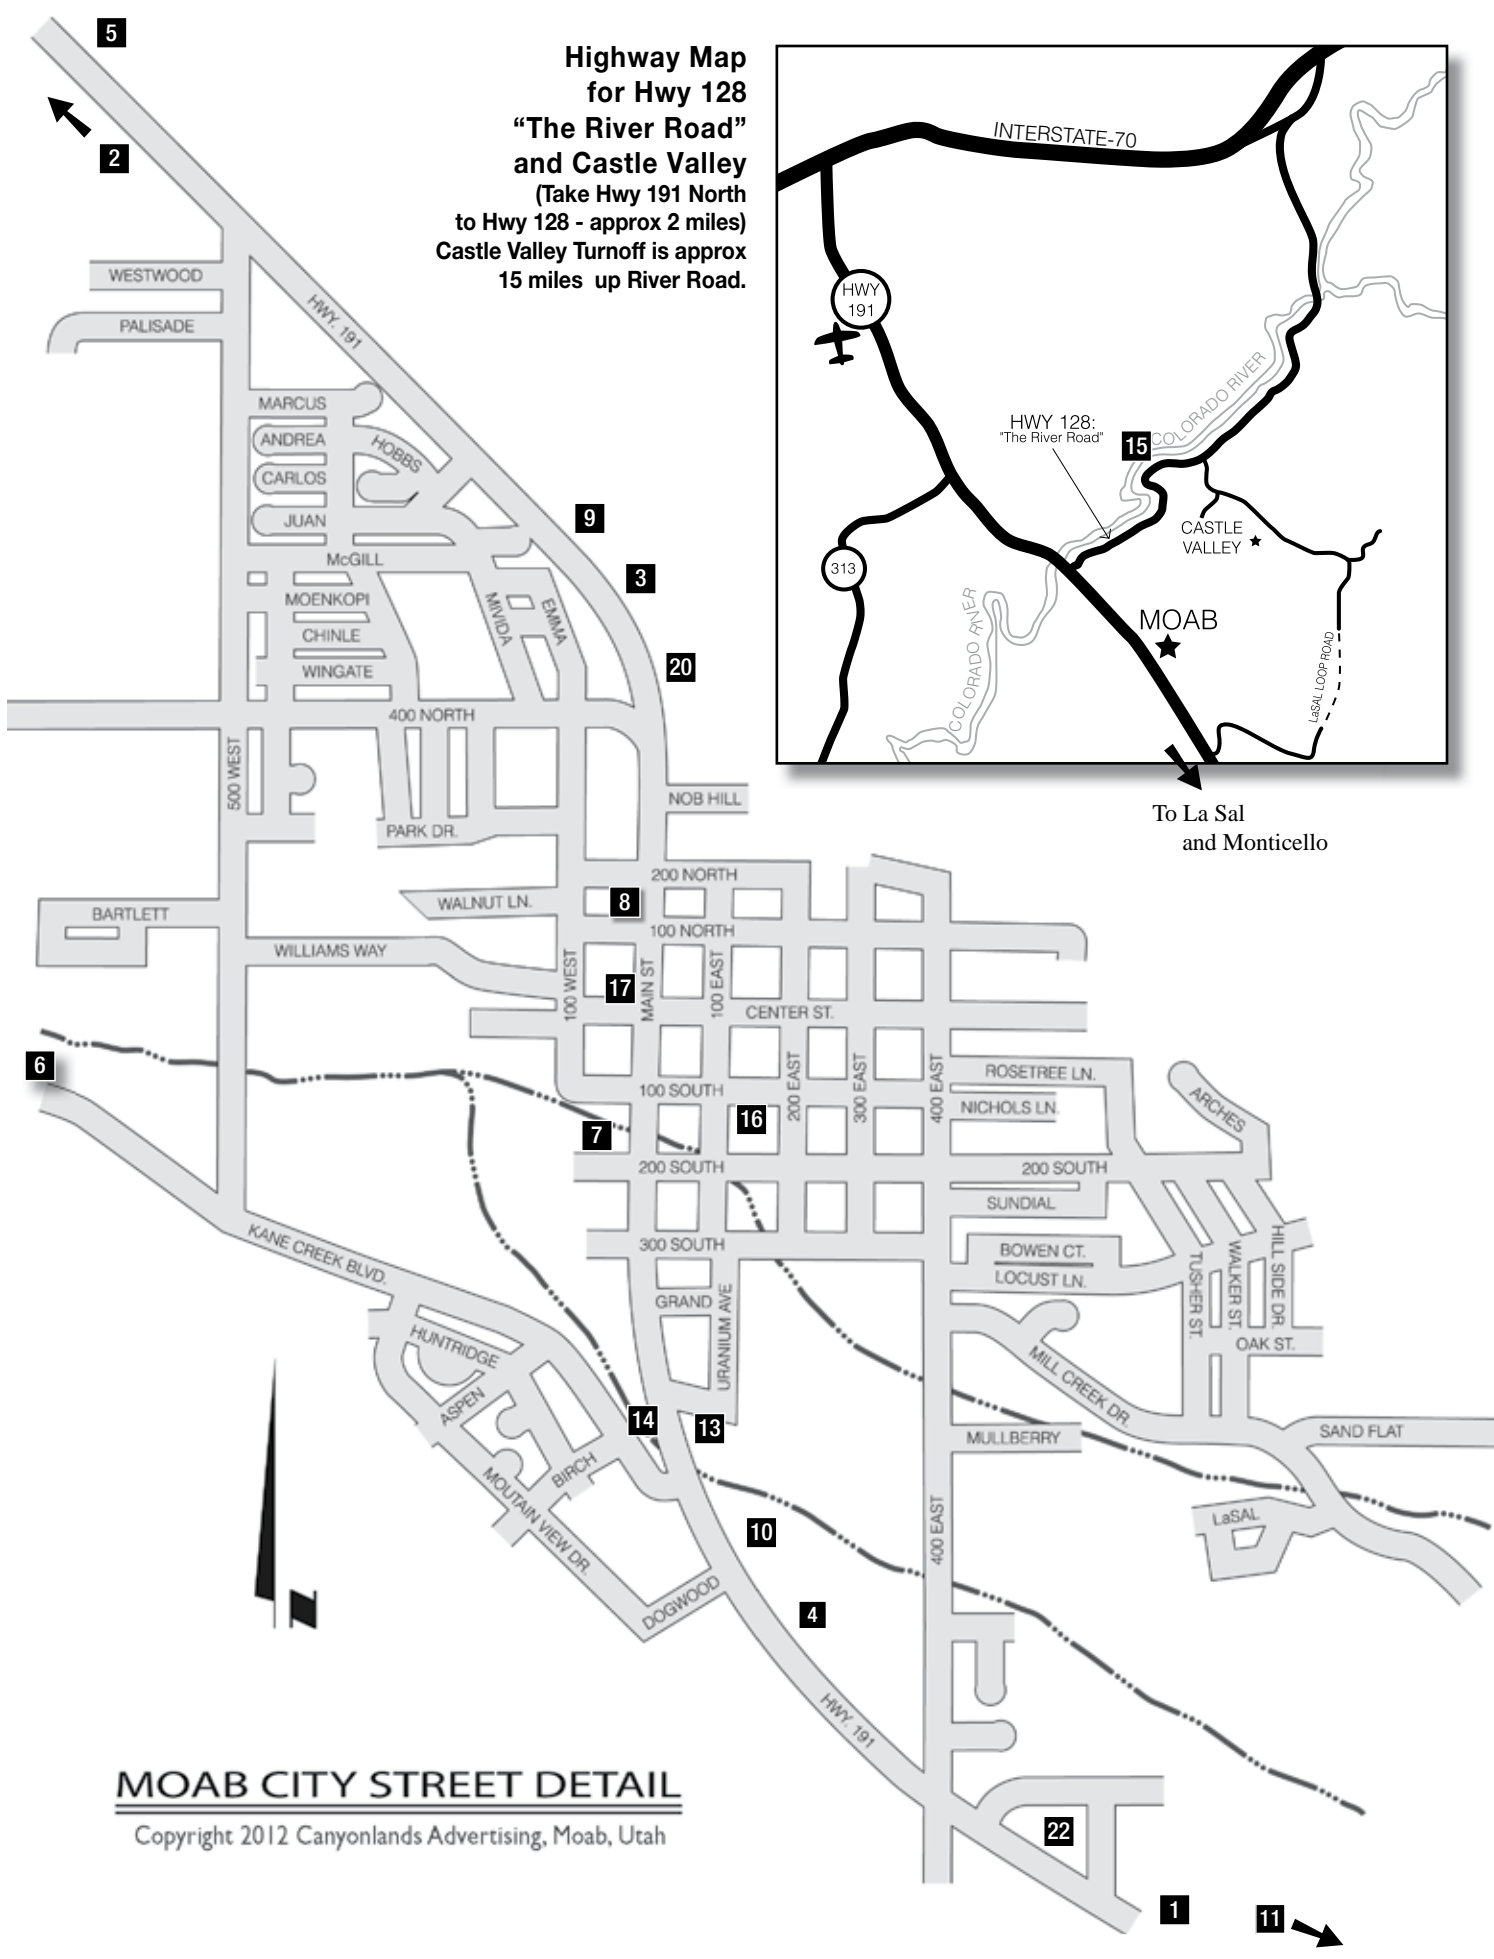 5
2
Highway Map
for Hwy 128
“The River Road”
and Castle Valley
(Take Hwy 191 North
to Hwy 128 - approx 2 miles)
Castle Valley Turnoff is approx
15 miles up River Road.
INTERSTATE-70
HWY
191
HWY 128:
"The River Road"
15
COLORADO RIVER
CASTLE
VALLEY
313
MOAB
COLORADO RIVER
LaSAL LOOP ROAD
To La Sal
and Monticello
WESTWOOD
PALISADE
HWY. 191
MARCUS
ANDREA
HOBBS
CARLOS
JUAN
9
McGILL
3
MOENKOPI
MIVIDA
EMMA
CHINLE
WINGATE
20
400 NORTH
500 WEST
NOB HILL
PARK DR.
200 NORTH
WALNUT LN.
8
BARTLETT
100 NORTH
WILLIAMS WAY
100 WEST
17
MAIN ST
100 EAST
CENTER ST.
6
200 EAST
300 EAST
400 EAST
ROSETREE LN.
100 SOUTH
NICHOLS LN.
ARCHES
16
7
200 SOUTH
200 SOUTH
SUNDIAL
KANE CREEK BLVD.
300 SOUTH
BOWEN CT.
LOCUST LN.
TUSHER ST.
WALKER ST.
HILL SIDE DR.
GRAND
URANIUM AVE
OAK ST.
HUNTRIDGE
MILL CREEK DR.
ASPEN
14
13
MULLBERRY
SAND FLAT
BIRCH
MOUTAIN VIEW DR.
LaSAL
10
400 EAST
DOGWOOD
4
HWY. 191
MOAB CITY STREET DETAIL
Copyright 2012 Canyonlands Advertising, Moab, Utah
22
1
11